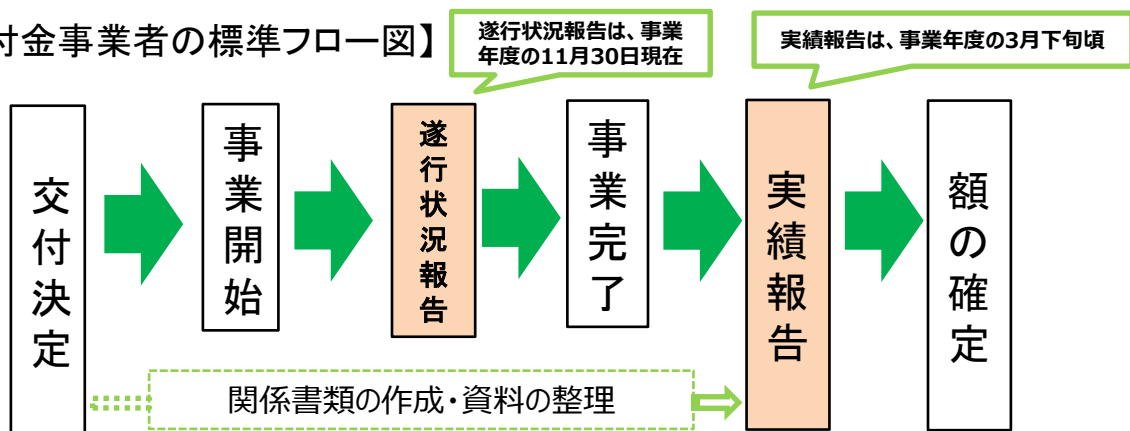 付金事業者の標準フロー図】
遂行状況報告は、事業
年度の11月30日現在
実績報告は、事業年度の3月下旬頃
交付決定
事業開始
遂行状況報告
事業完了
実績報告
額の確定
関係書類の作成・資料の整理